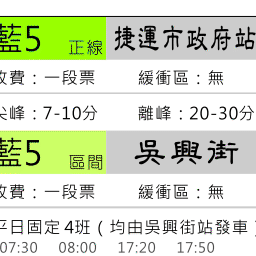 藍5 正線 捷運市政府站
收費：一段票 緩衝區：無
尖峰：7-10分 離峰：20-30分
藍5 區間 吳興街
收費：一段票 緩衝區：無
平日固定4班（均由吳興街站發車）
07:30 08:00 17:20 17:50